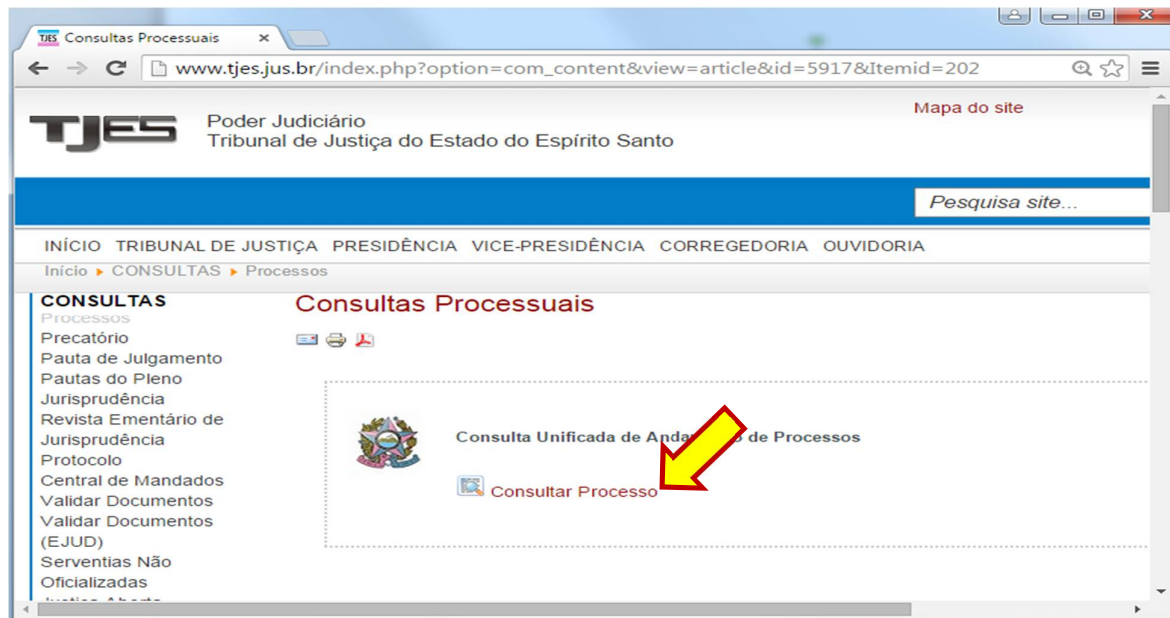 TJES Consultas Processuais
www.tjes.jus.br/index.php?option=com_content&view=article&id=5917&Itemid=202
Mapa do site
TJES
Poder Judiciário
Tribunal de Justiça do Estado do Espírito Santo
Pesquisa site...
INÍCIO TRIBUNAL DE JUSTIÇA PRESIDÊNCIA VICE-PRESIDÊNCIA CORREGEDORIA OUVIDORIA
Início CONSULTAS Processos
CONSULTAS
Processos
Precatório
Pauta de Julgamento
Pautas do Pleno
Jurisprudência
Revista Ementário de
Jurisprudência
Protocolo
Central de Mandados
Validar Documentos
Validar Documentos
(EJUD)
Serventias Não
Oficializadas
Consultas Processuais
Consulta Unificada de de Processos
Consultar Processo